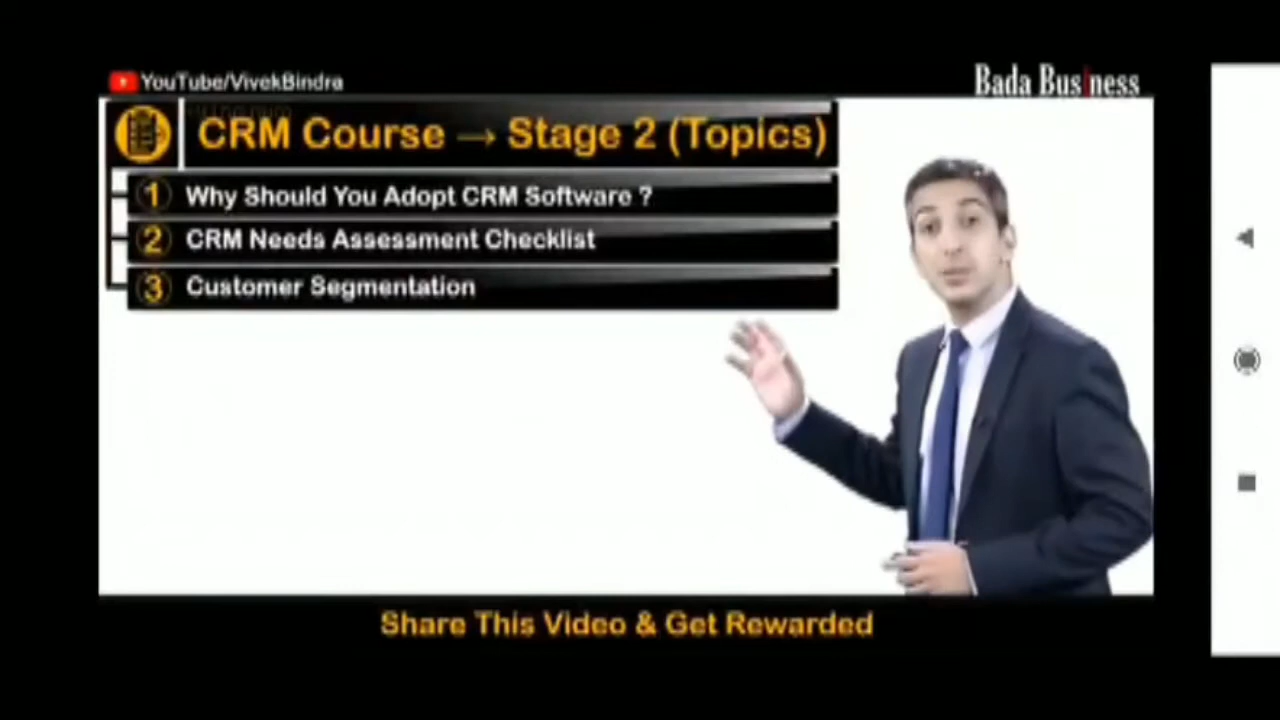 YouTube/VivekBindra
Bada Business
CRM Course → Stage 2 (Topics)
1 Why Should You Adopt CRM Software ?
2 CRM Needs Assessment Checklist
3 Customer Segmentation
Share This Video & Get Rewarded